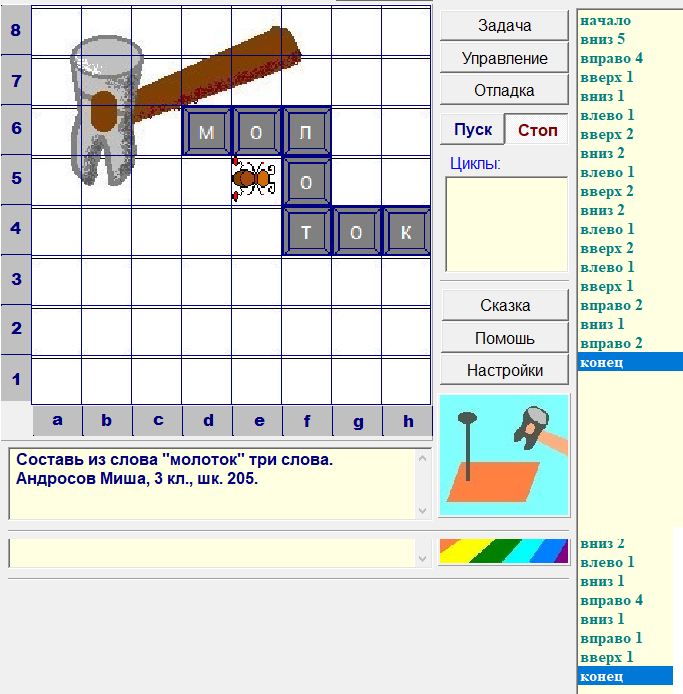 8
7
6
5
4
3
2
1
м о л
о
т о к
a b c d e f g h
Составь из слова "молоток" три слова.
Андросов Миша, 3 кл., шк. 205.
Задача
Управление
Отладка
Пуск Стоп
Циклы:
Сказка
Помошь
Настройки
начало
вниз 5
вправо 4
вверх 1
вниз 1
влево 1
вверх 2
вниз 2
влево 1
вверх 2
вниз 2
влево 1
вверх 2
влево 1
вверх 1
вправо 2
вниз 1
вправо 2
конец
вниз 2
влево 1
вниз 1
вправо 4
вниз 1
вправо 1
вверх 1
конец